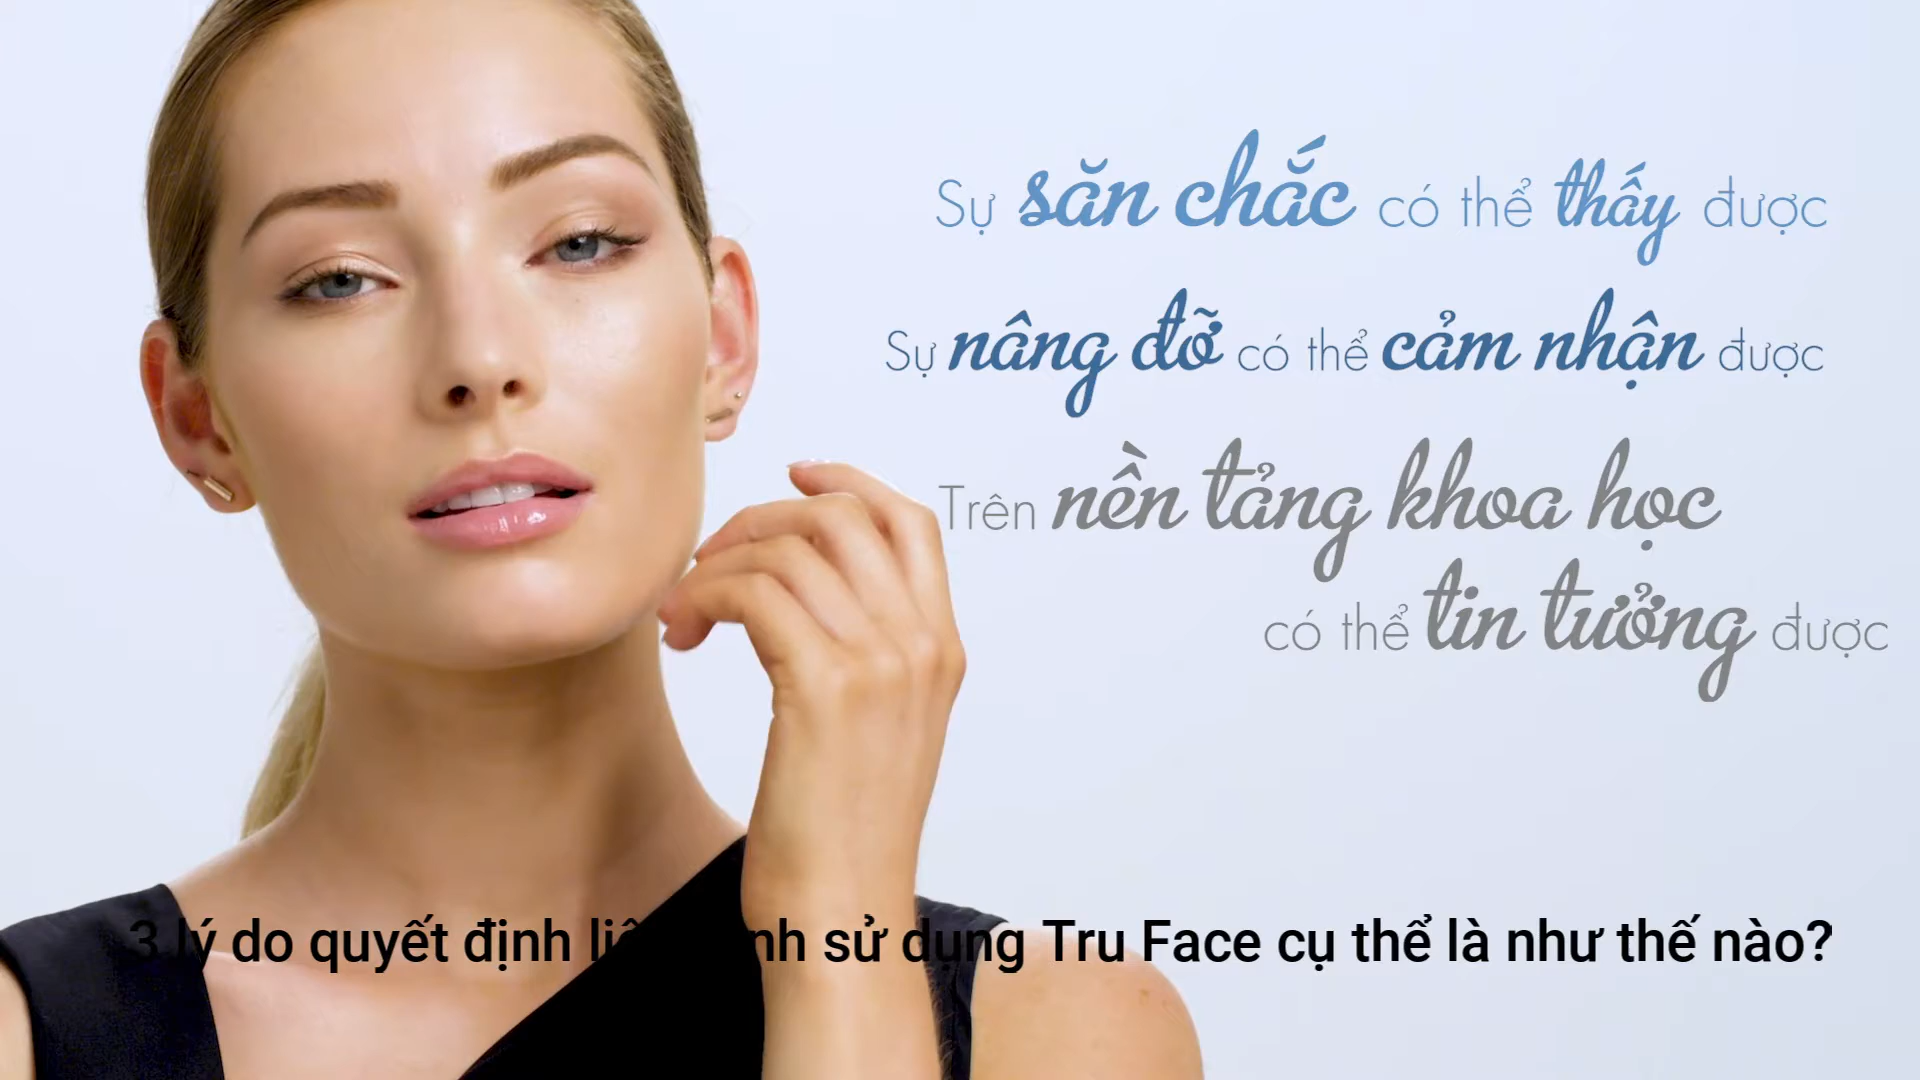 Sự săn chắc có thể thấy được
Sự nâng đỡ có thể cảm nhận được
Trên nền tảng khoa học
có thể tin tưởng được
3 lý do quyết định sử dụng Tru Face cụ thể là như thế nào?